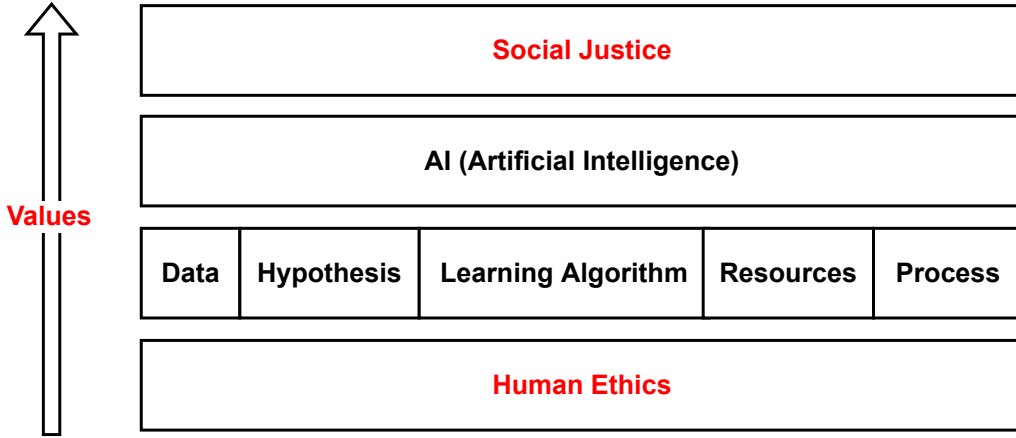 Social Justice
AI (Artificial Intelligence)
Values
Data Hypothesis Learning Algorithm Resources Process
Human Ethics